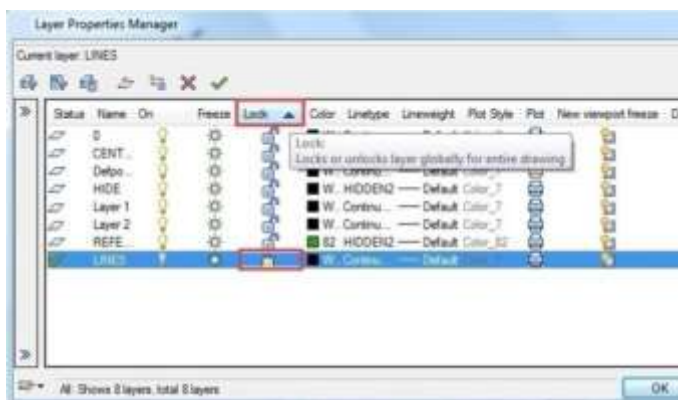 Layer Properties Manager
Current layer: LINES
Status Name On Freeze Lock Color Linetype Lineweight Plot Style Plot New viewport freeze D
0
Lock:
Locks or unlocks layer globally for entire drawing
CENT...
Defpo...
HIDE W.. HIDDEN2 Default Color_7
Layer 1 W.. Continu... Default Color_7
Layer 2 W.. Continu... Default Color_7
REFE... 82 HIDDEN2 Default Color_82
LINES W.. Continu... Default
All: Shows 8 layers, total 8 layers
OK